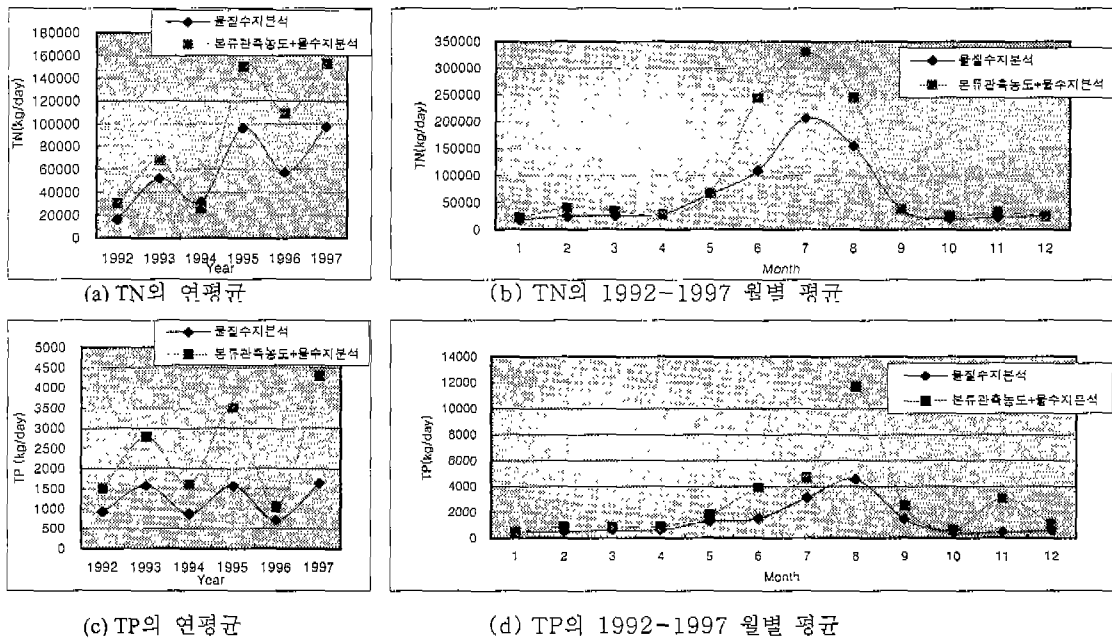 물질수지분석
본류관측농도+물수지분석
180000
160000
140000
120000
100000
80000
60000
40000
20000
0
TN(kg/day)
1992 1993 1994 1995 1996 1997
Year
(a) TN의 연평균
물질수지분석
본류관측농도+물수지분석
350000
300000
250000
200000
150000
100000
50000
0
TN(kg/day)
1 2 3 4 5 6 7 8 9 10 11 12
Month
(b) TN의 1992-1997 월별 평균
물질수지분석
본류관측농도+물수지분석
5000
4500
4000
3500
3000
2500
2000
1500
1000
500
0
TP (kg/day)
1992 1993 1994 1995 1996 1997
Year
(c) TP의 연평균
물질수지분석
본류관측농도+물수지분석
14000
12000
10000
8000
6000
4000
2000
0
TP(kg/day)
1 2 3 4 5 6 7 8 9 10 11 12
Month
(d) TP의 1992-1997 월별 평균